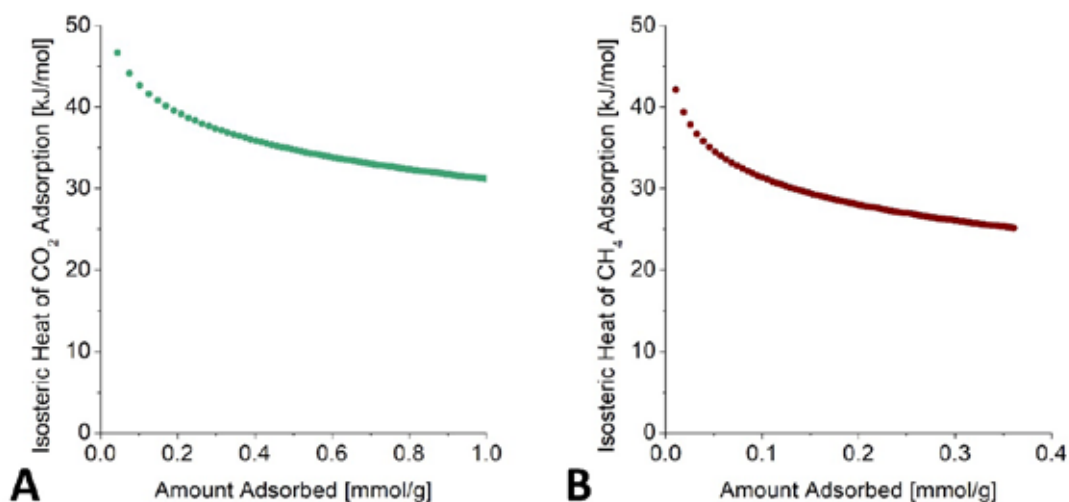 Isosteric Heat of CO₂ Adsorption [kJ/mol]
50
40
30
20
10
0
0.0 0.2 0.4 0.6 0.8 1.0
Amount Adsorbed [mmol/g]
A
Isosteric Heat of CH₄ Adsorption [kJ/mol]
50
40
30
20
10
0
0.0 0.1 0.2 0.3 0.4
Amount Adsorbed [mmol/g]
B